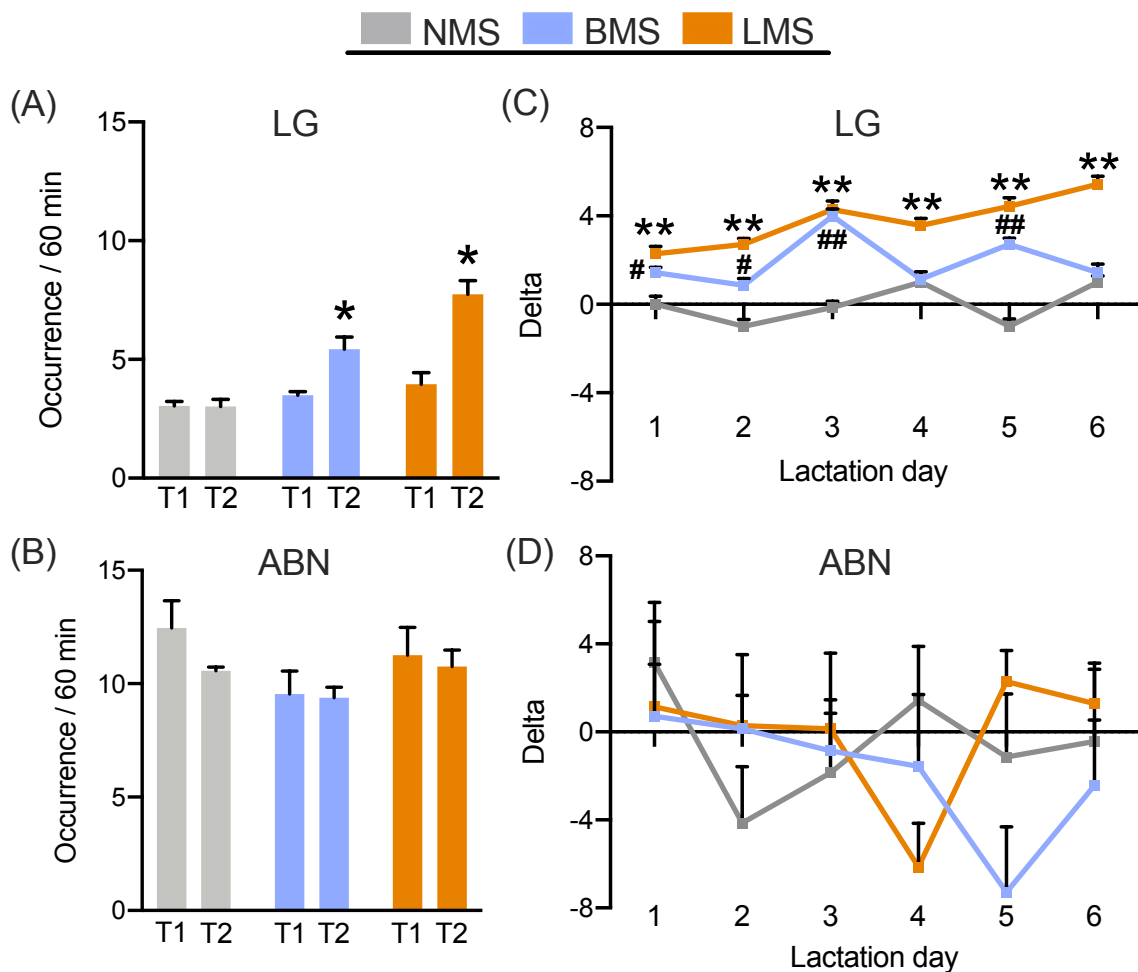 NMS BMS LMS
(A)
LG
15
10
5
0
Occurrence / 60 min
*
*
T1 T2 T1 T2 T1 T2
(C)
LG
8
4
0
-4
-8
Delta
** ** ** ** ** **
# # ## ##
1 2 3 4 5 6
Lactation day
(B)
ABN
15
10
5
0
Occurrence / 60 min
T1 T2 T1 T2 T1 T2
(D)
ABN
8
4
0
-4
-8
Delta
1 2 3 4 5 6
Lactation day